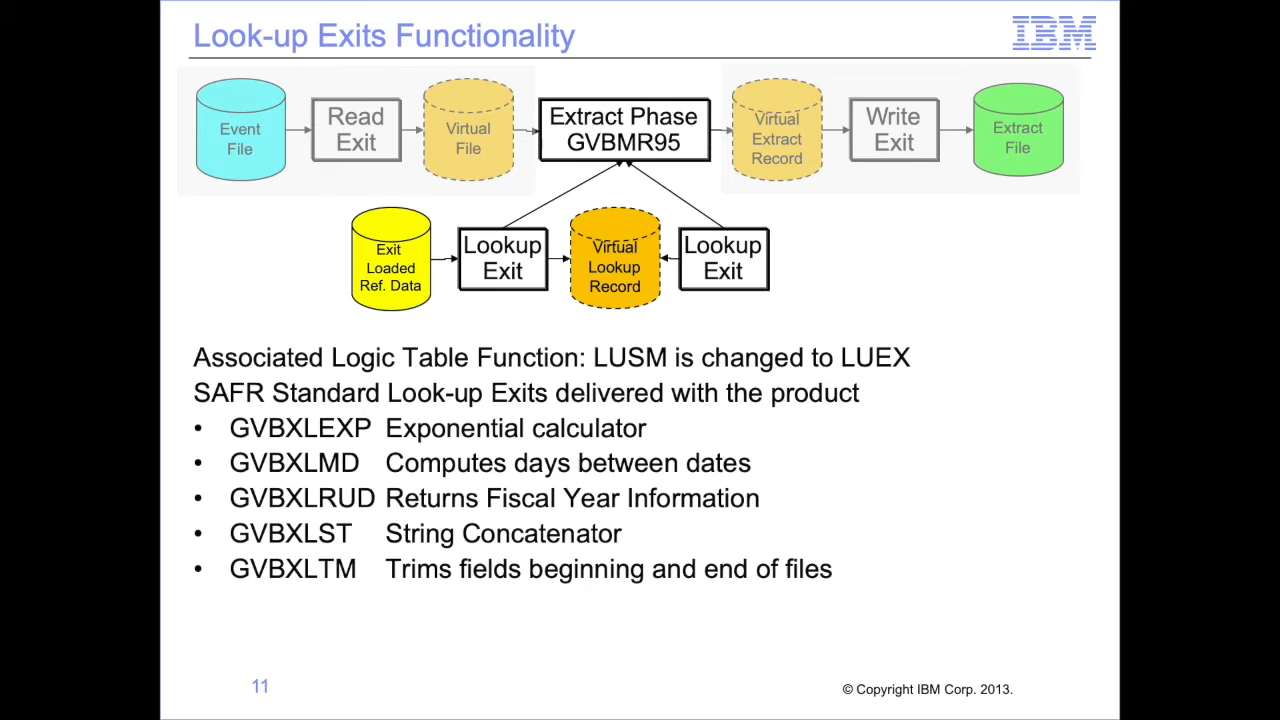 Look-up Exits Functionality
IBM
Event
File
Read
Exit
Virtual
File
Extract Phase
GVBMR95
Virtual
Extract
Record
Write
Exit
Extract
File
Exit
Loaded
Ref. Data
Lookup
Exit
Virtual
Lookup
Record
Lookup
Exit
Associated Logic Table Function: LUSM is changed to LUEX
SAFR Standard Look-up Exits delivered with the product
• GVBXLEXP Exponential calculator
• GVBXLMD Computes days between dates
• GVBXLRUD Returns Fiscal Year Information
• GVBXLST String Concatenator
• GVBXLTM Trims fields beginning and end of files
11
© Copyright IBM Corp. 2013.